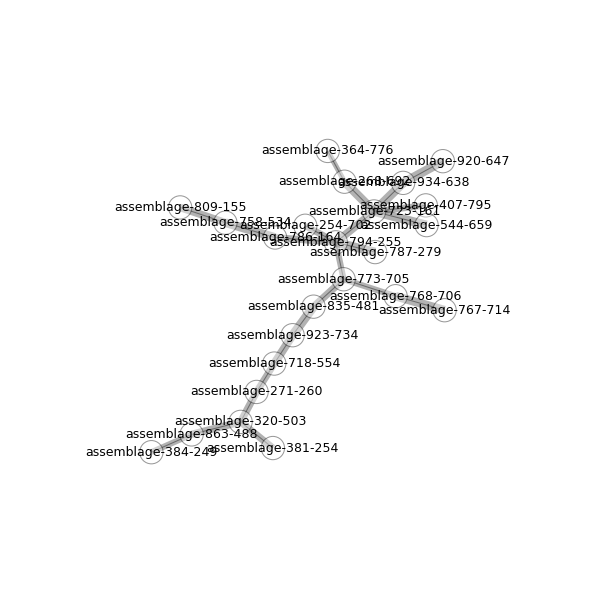 assemblage-364-776
assemblage-920-647
assemblage-268-692
assemblage-934-638
assemblage-407-795
assemblage-809-155
assemblage-723-161
assemblage-758-534
assemblage-254-702
assemblage-544-659
assemblage-786-164
assemblage-794-255
assemblage-787-279
assemblage-773-705
assemblage-768-706
assemblage-835-481
assemblage-767-714
assemblage-923-734
assemblage-718-554
assemblage-271-260
assemblage-320-503
assemblage-863-488
assemblage-381-254
assemblage-384-249